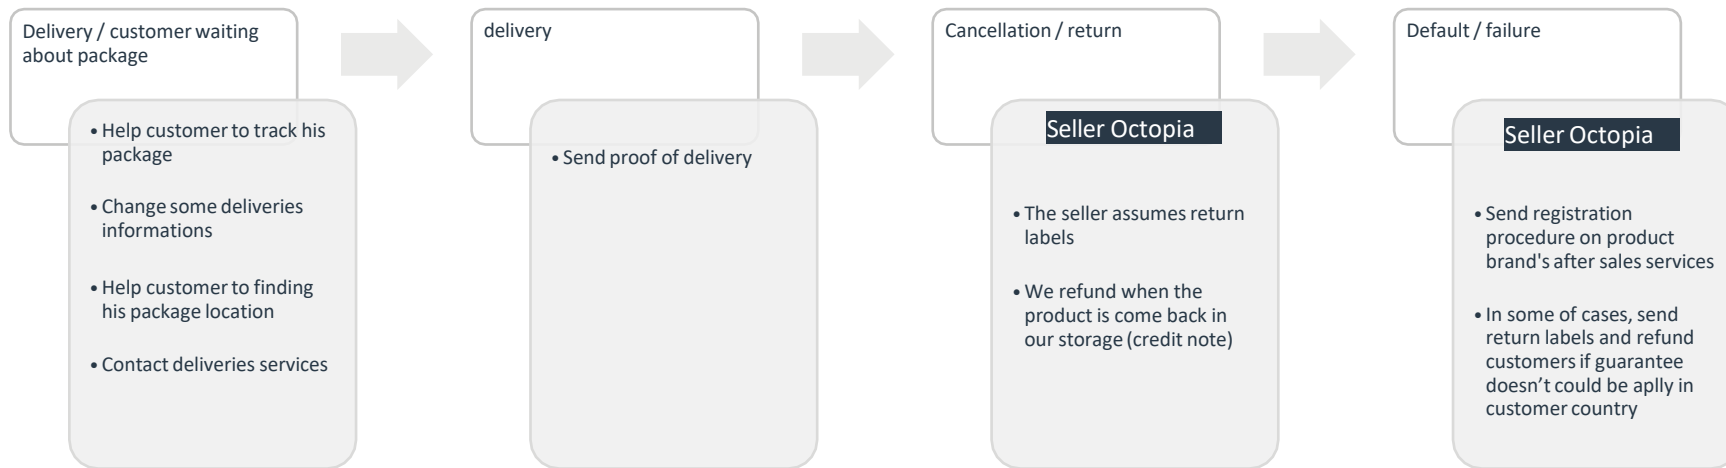 Delivery / customer waiting
about package
• Help customer to track his
package
• Change some deliveries
informations
• Help customer to finding
his package location
• Contact deliveries services
delivery
• Send proof of delivery
Cancellation / return
Seller Octopia
• The seller assumes return
labels
• We refund when the
product is come back in
our storage (credit note)
Default / failure
Seller Octopia
• Send registration
procedure on product
brand's after sales services
• In some of cases, send
return labels and refund
customers if guarantee
doesn’t could be aplly in
customer country